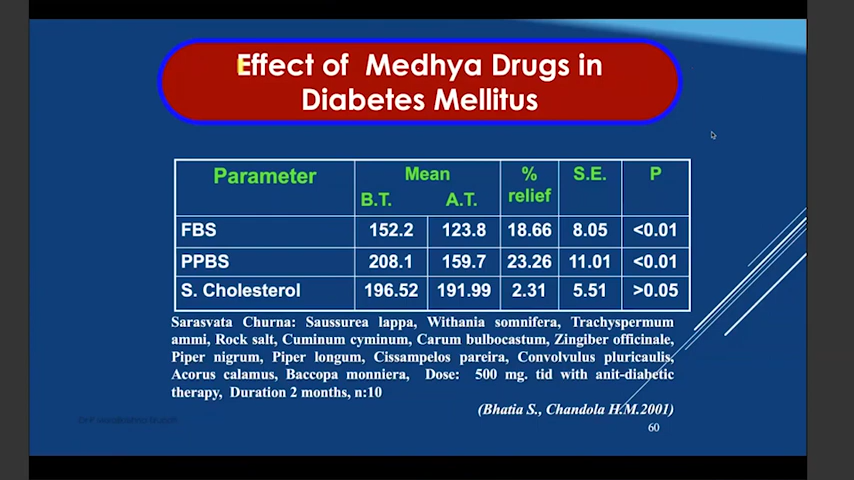 Effect of Medhya Drugs in
Diabetes Mellitus
Parameter Mean % relief S.E. P
B.T. A.T.
FBS 152.2 123.8 18.66 8.05 <0.01
PPBS 208.1 159.7 23.26 11.01 <0.01
S. Cholesterol 196.52 191.99 2.31 5.51 >0.05
Sarasvata Churna: Saussurea lappa, Withania somnifera, Trachyspermum
ammi, Rock salt, Cuminum cyminum, Carum bulbocastum, Zingiber officinale,
Piper nigrum, Piper longum, Cissampelos pareira, Convolvulus pluricaulis,
Acorus calamus, Baccopa monniera, Dose: 500 mg. tid with anit-diabetic
therapy, Duration 2 months, n:10
(Bhatia S., Chandola H.M.2001)
60